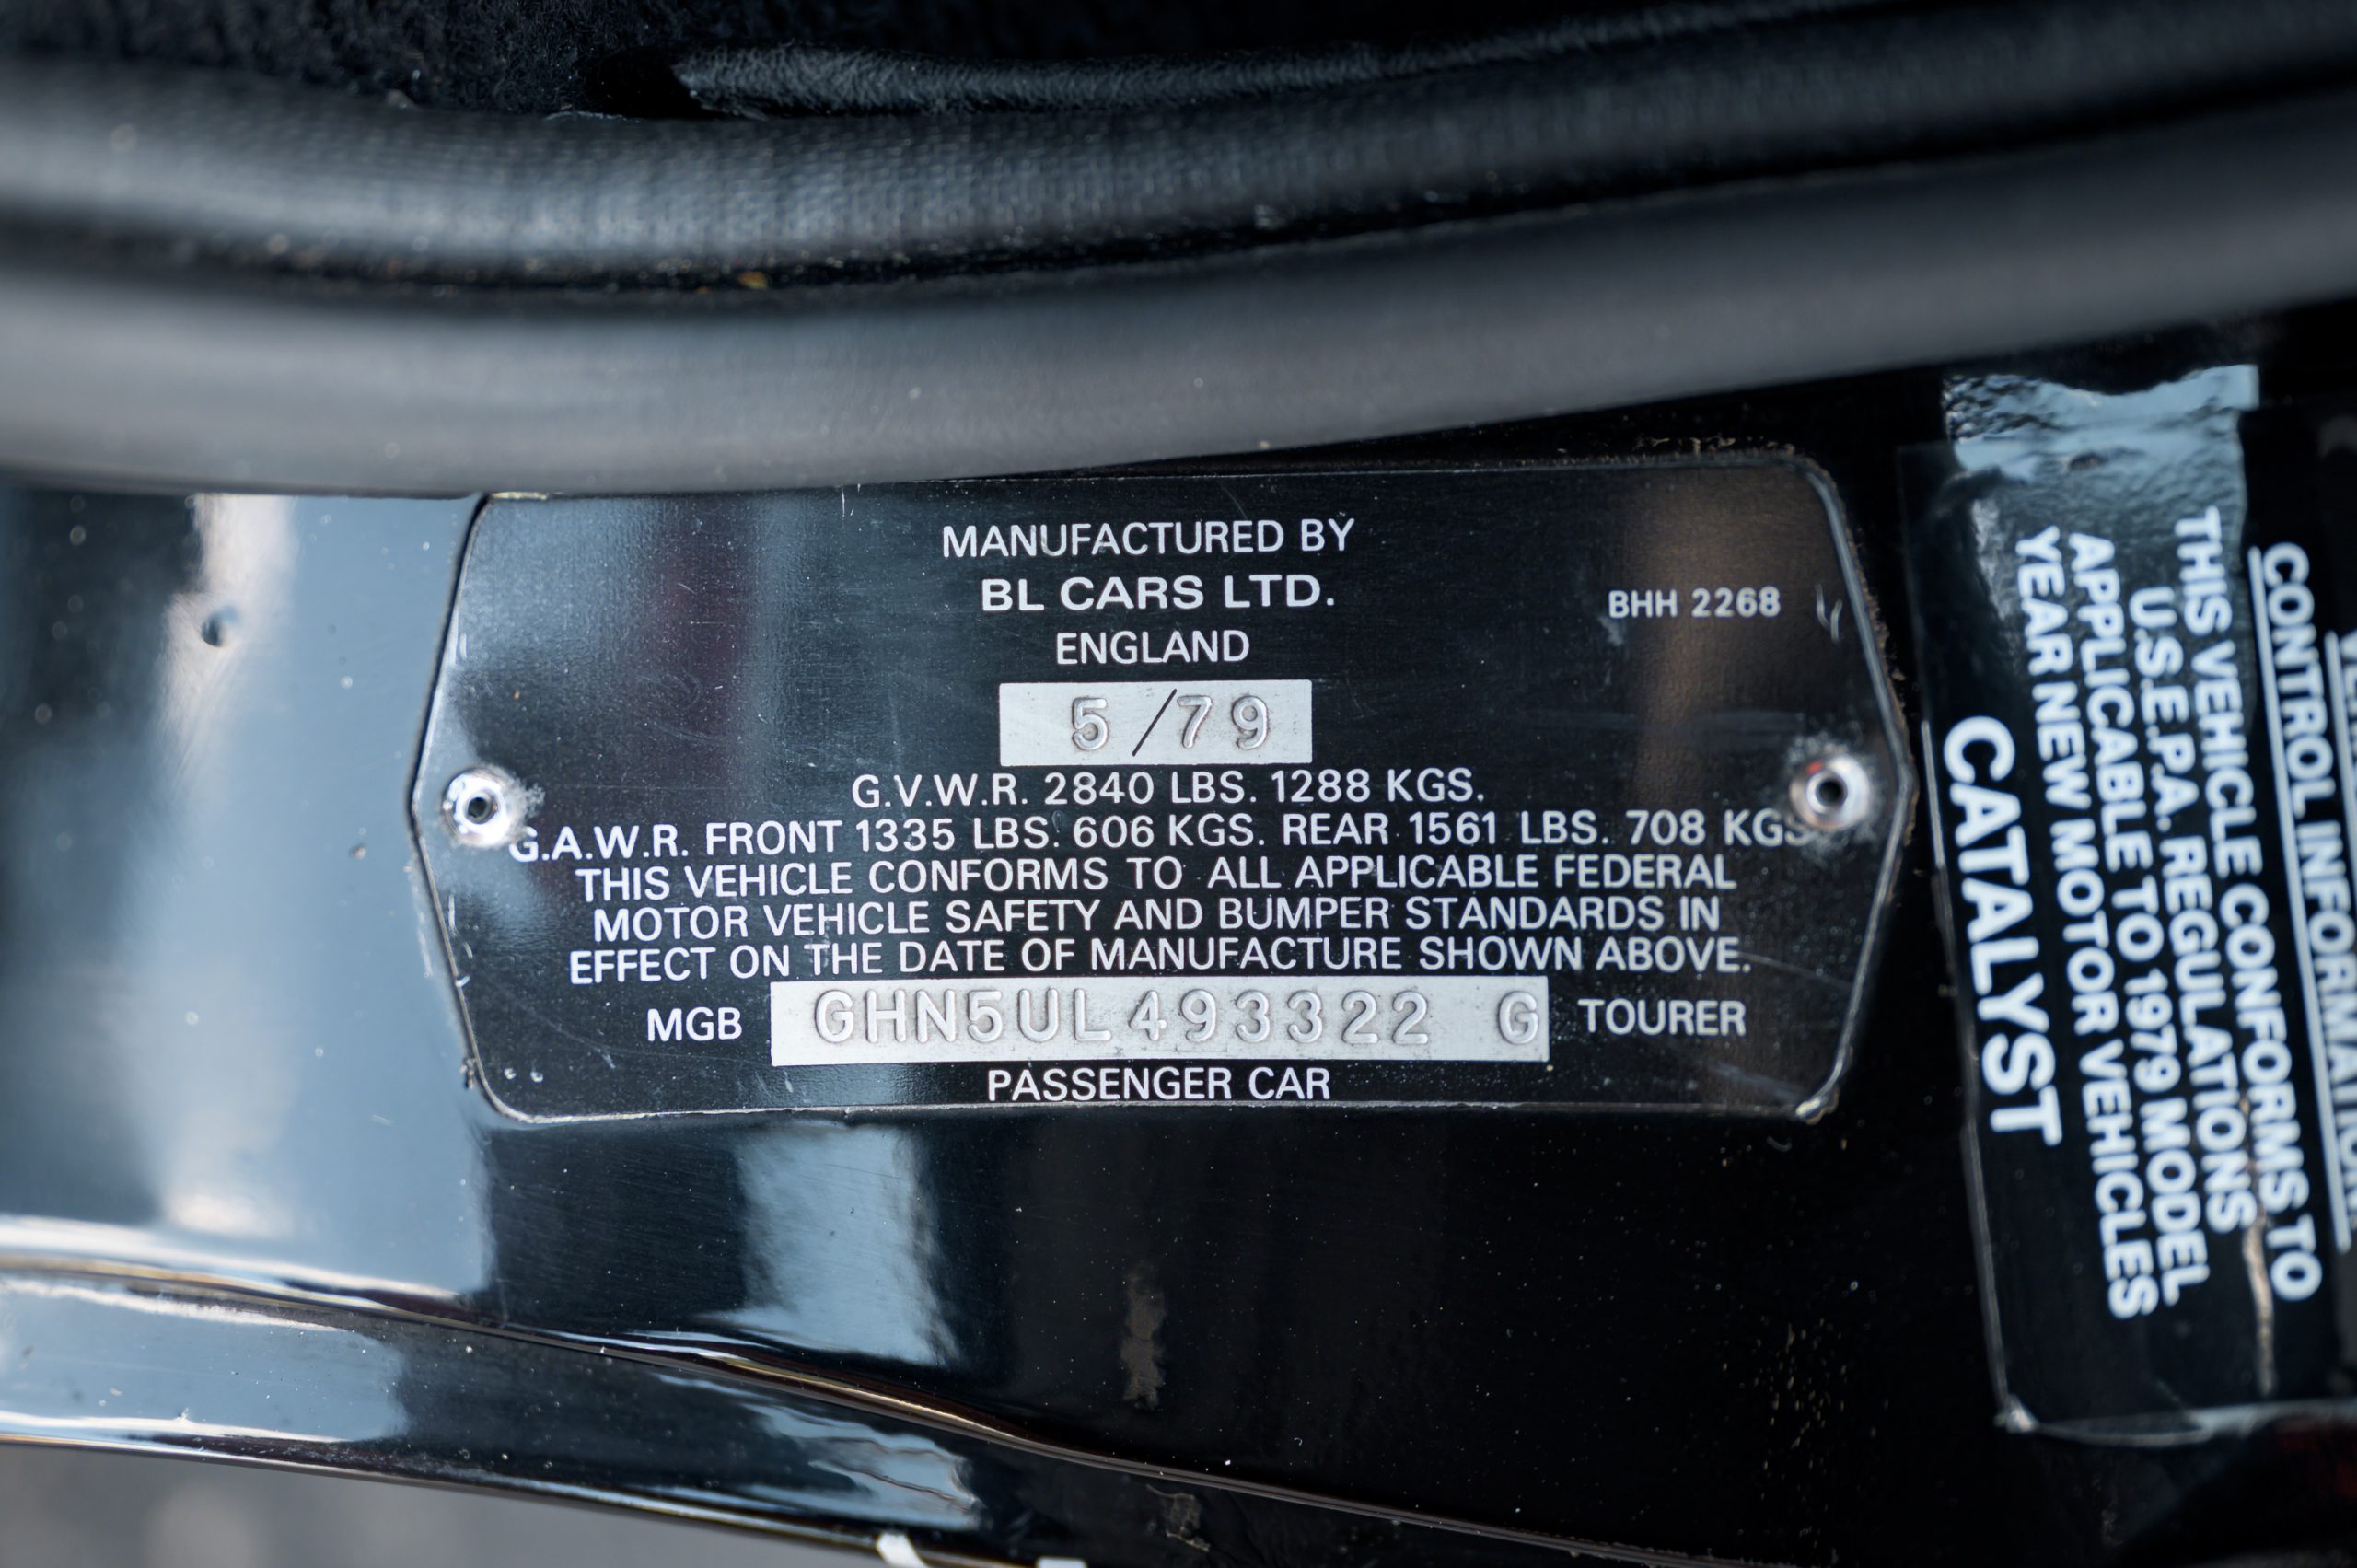 MANUFACTURED BY
BL CARS LTD.
BHH 2268
ENGLAND
5/79
G.V.W.R. 2840 LBS. 1288 KGS.
G.A.W.R. FRONT 1335 LBS. 606 KGS. REAR 1561 LBS. 708 KGS
THIS VEHICLE CONFORMS TO ALL APPLICABLE FEDERAL
MOTOR VEHICLE SAFETY AND BUMPER STANDARDS IN
EFFECT ON THE DATE OF MANUFACTURE SHOWN ABOVE.
MGB GHN5UL493322 G TOURER
PASSENGER CAR
CONTROL INFORMATION
THIS VEHICLE CONFORMS TO
U.S.E.P.A. REGULATIONS
APPLICABLE TO 1979 MODEL
YEAR NEW MOTOR VEHICLES
CATALYST